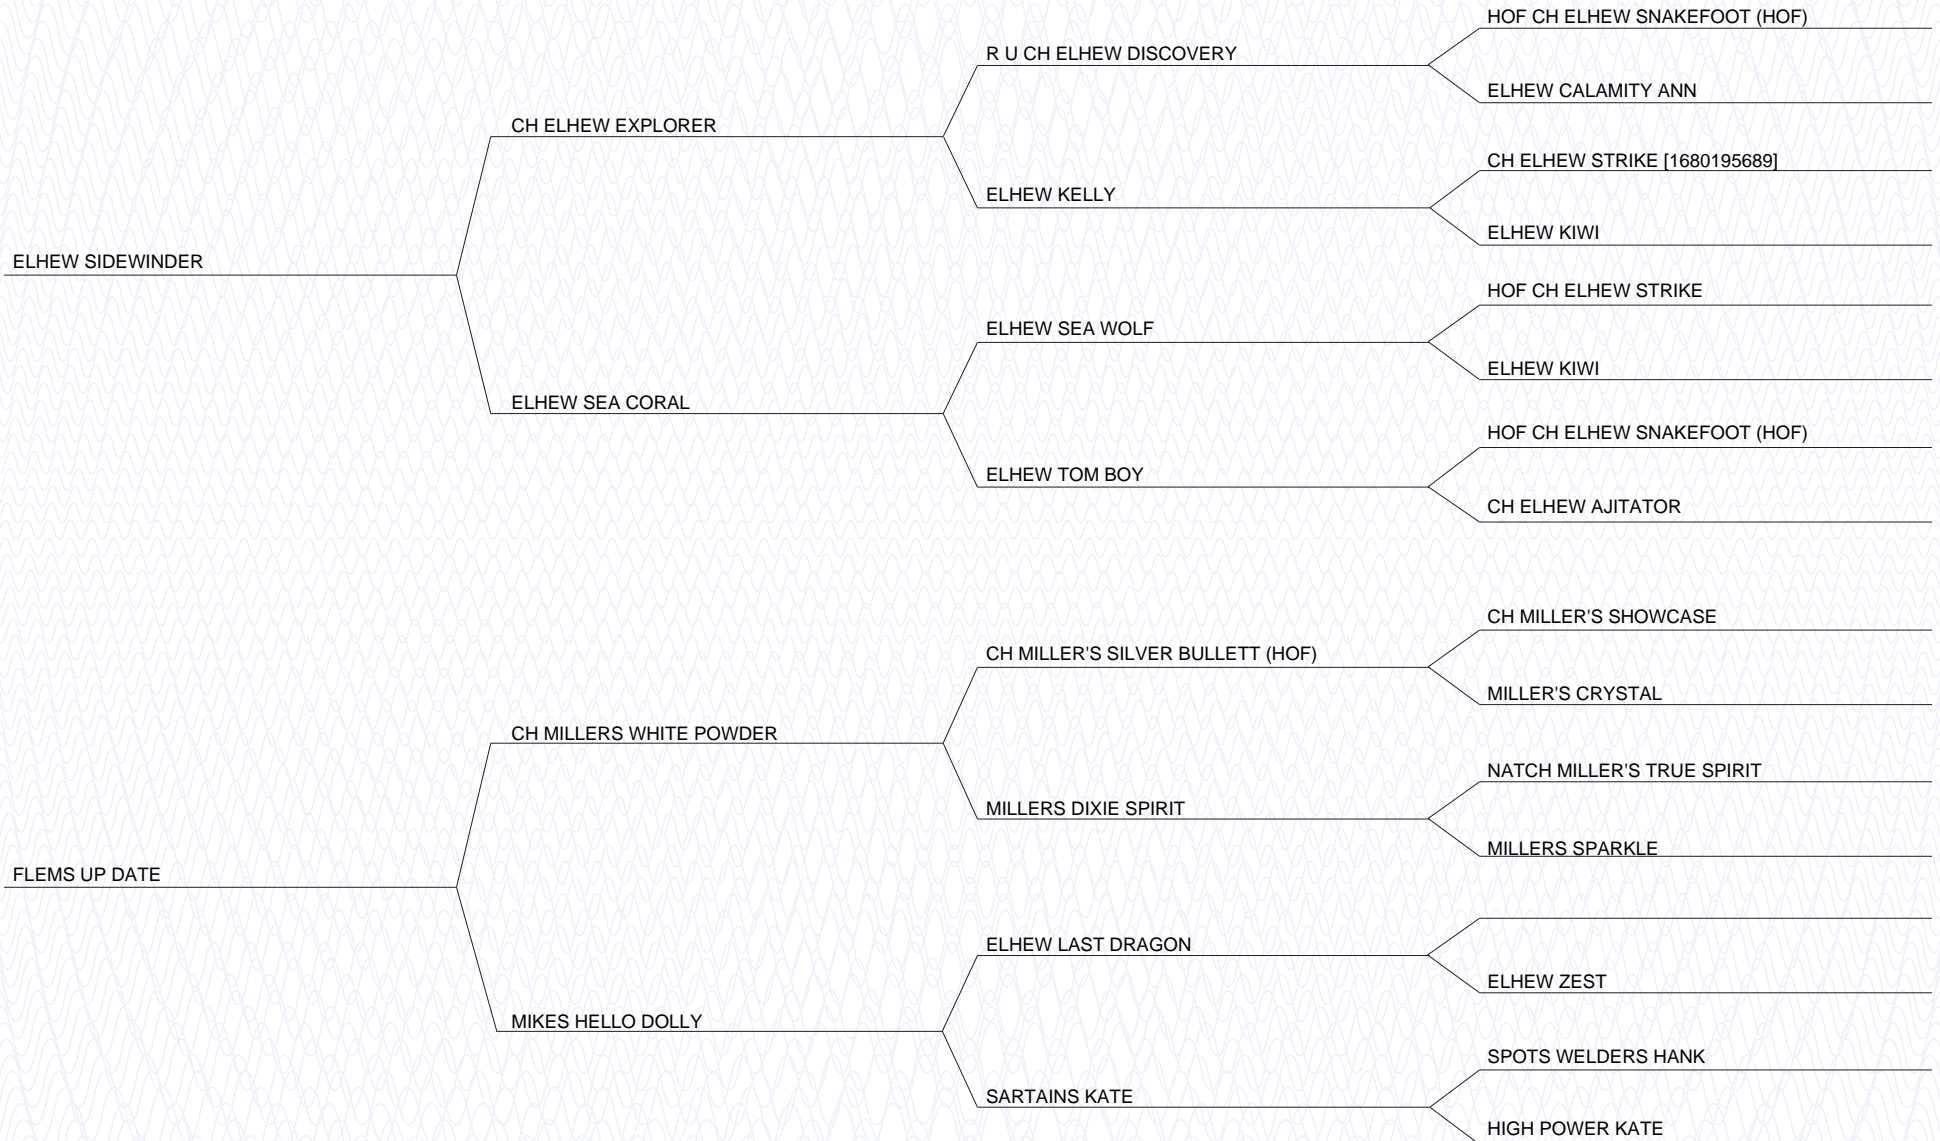 HOF CH ELHEW SNAKEFOOT (HOF)
R U CH ELHEW DISCOVERY
ELHEW CALAMITY ANN
CH ELHEW EXPLORER
CH ELHEW STRIKE [1680195689]
ELHEW KELLY
ELHEW KIWI
ELHEW SIDEWINDER
HOF CH ELHEW STRIKE
ELHEW SEA WOLF
ELHEW KIWI
ELHEW SEA CORAL
HOF CH ELHEW SNAKEFOOT (HOF)
ELHEW TOM BOY
CH ELHEW AJITATOR
CH MILLER'S SHOWCASE
CH MILLER'S SILVER BULLETT (HOF)
MILLER'S CRYSTAL
CH MILLERS WHITE POWDER
NATCH MILLER'S TRUE SPIRIT
MILLERS DIXIE SPIRIT
MILLERS SPARKLE
FLEMS UP DATE
ELHEW LAST DRAGON
ELHEW ZEST
MIKES HELLO DOLLY
SPOTS WELDERS HANK
SARTAINS KATE
HIGH POWER KATE